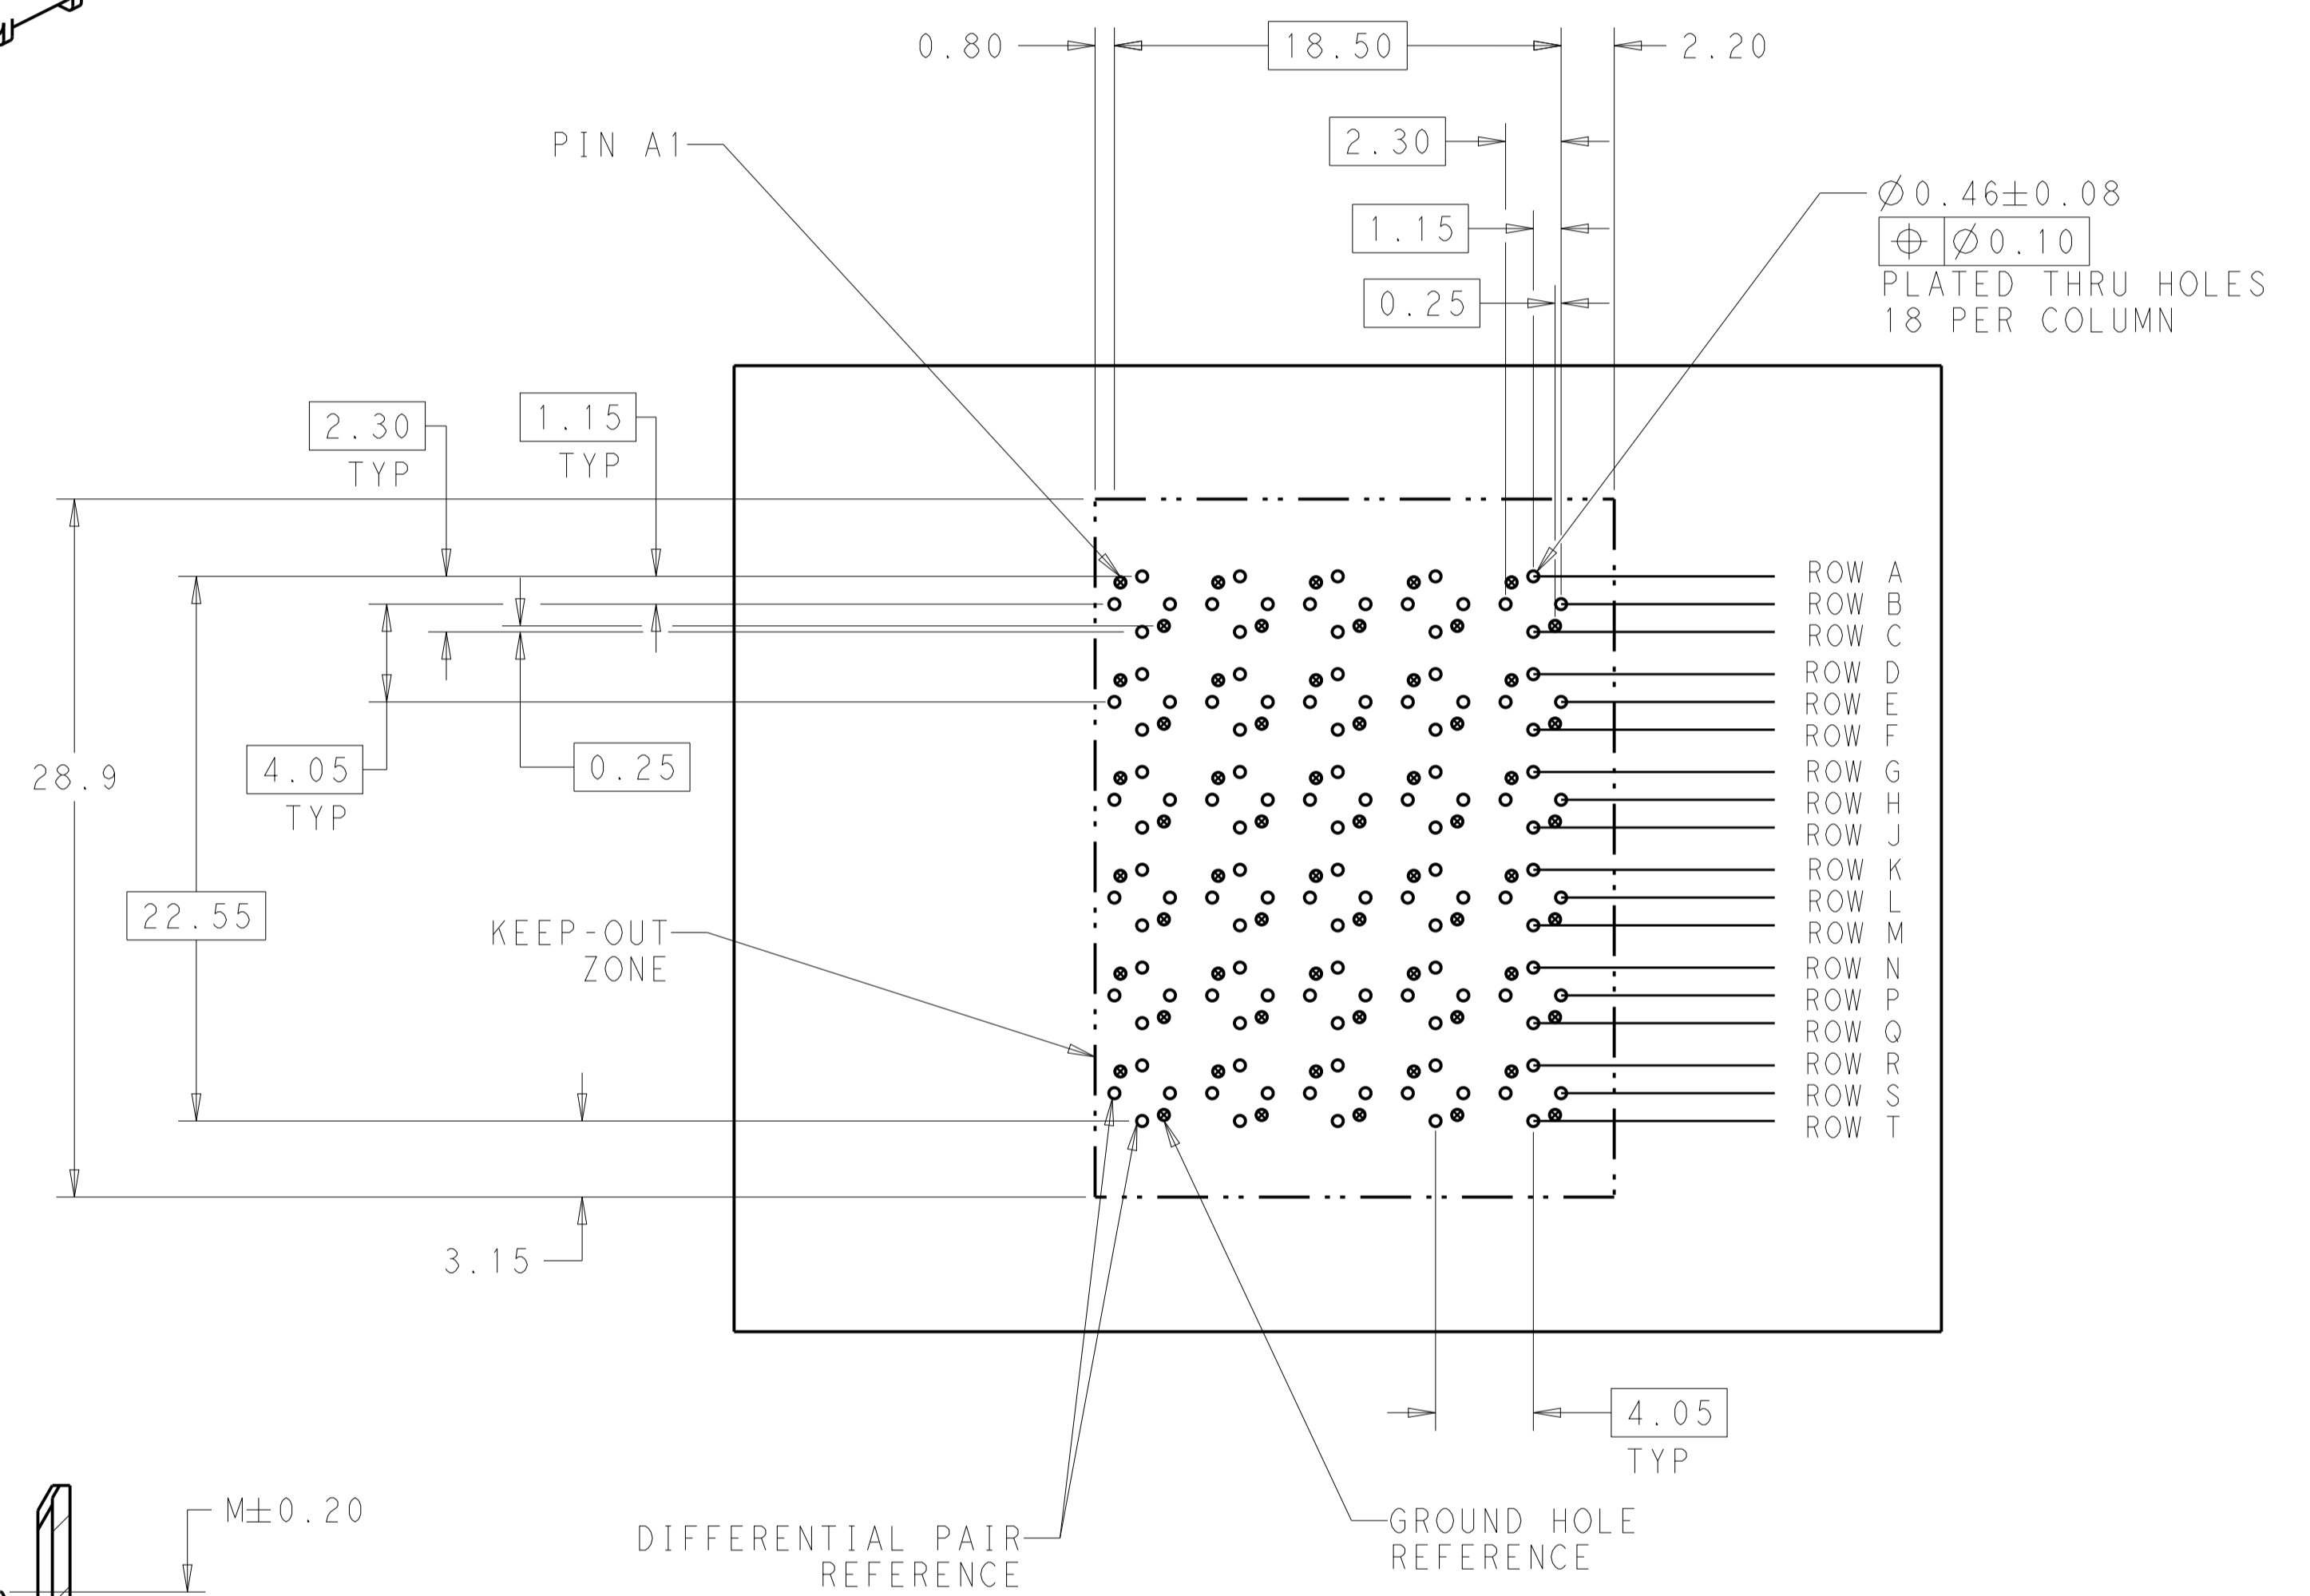 0.80
18.50
2.20
2.30
PIN A1
1.15
0.25
Ø0.46±0.08
⌖ Ø0.10
PLATED THRU HOLES
18 PER COLUMN
2.30
TYP
1.15
TYP
28.9
4.05
TYP
0.25
22.55
KEEP-OUT
ZONE
3.15
ROW A
ROW B
ROW C
ROW D
ROW E
ROW F
ROW G
ROW H
ROW J
ROW K
ROW L
ROW M
ROW N
ROW P
ROW Q
ROW R
ROW S
ROW T
4.05
TYP
M±0.20
DIFFERENTIAL PAIR
REFERENCE
GROUND HOLE
REFERENCE